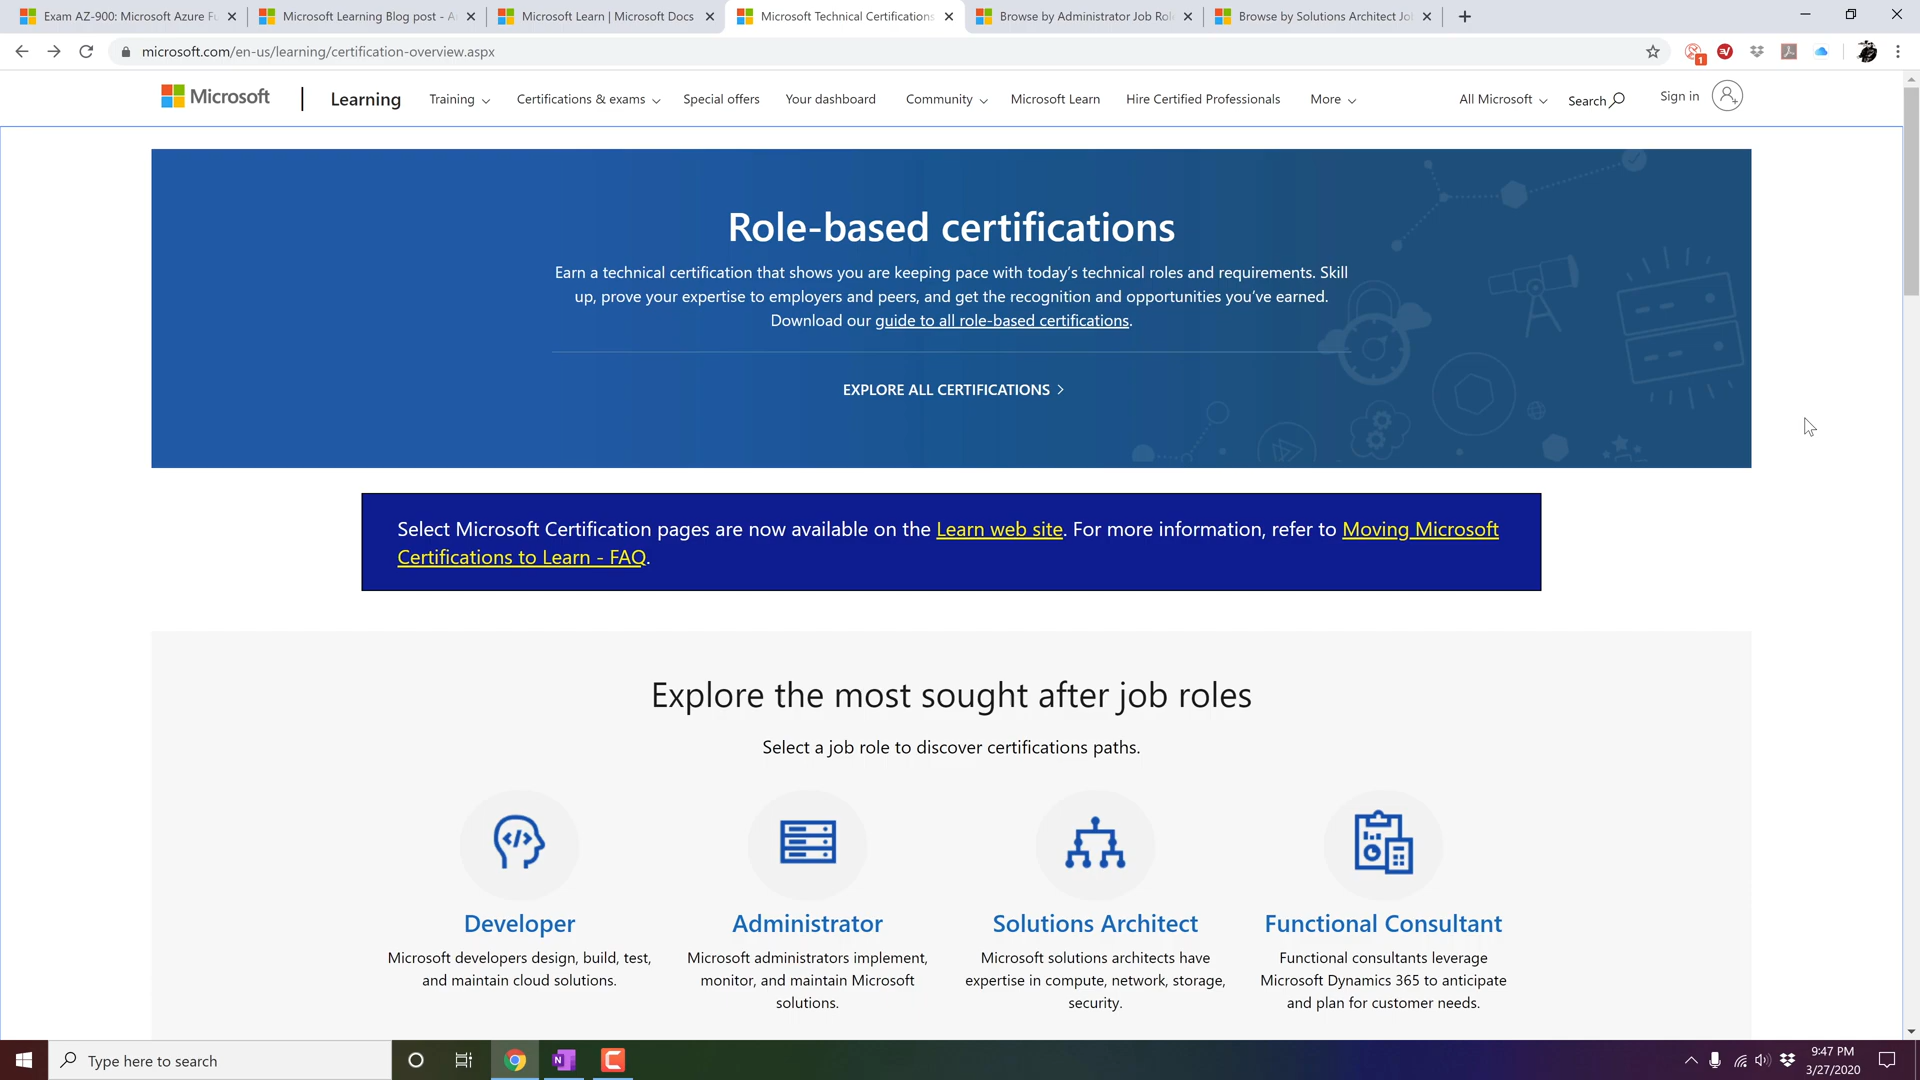 Exam AZ-900: Microsoft Azure Fu
Microsoft Learning Blog post - A
Microsoft Learn | Microsoft Docs
Microsoft Technical Certifications
Browse by Administrator Job Rol
Browse by Solutions Architect Jo
microsoft.com/en-us/learning/certification-overview.aspx
1
Microsoft
Learning
Training
Certifications & exams
Special offers
Your dashboard
Community
Microsoft Learn
Hire Certified Professionals
More
All Microsoft
Search
Sign in
Role-based certifications
Earn a technical certification that shows you are keeping pace with today's technical roles and requirements. Skill
up, prove your expertise to employers and peers, and get the recognition and opportunities you've earned.
Download our guide to all role-based certifications.
EXPLORE ALL CERTIFICATIONS >
Select Microsoft Certification pages are now available on the Learn web site. For more information, refer to Moving Microsoft
Certifications to Learn - FAQ.
Explore the most sought after job roles
Select a job role to discover certifications paths.
Developer
Microsoft developers design, build, test,
and maintain cloud solutions.
Administrator
Microsoft administrators implement,
monitor, and maintain Microsoft
solutions.
Solutions Architect
Microsoft solutions architects have
expertise in compute, network, storage,
security.
Functional Consultant
Functional consultants leverage
Microsoft Dynamics 365 to anticipate
and plan for customer needs.
Type here to search
9:47 PM
3/27/2020